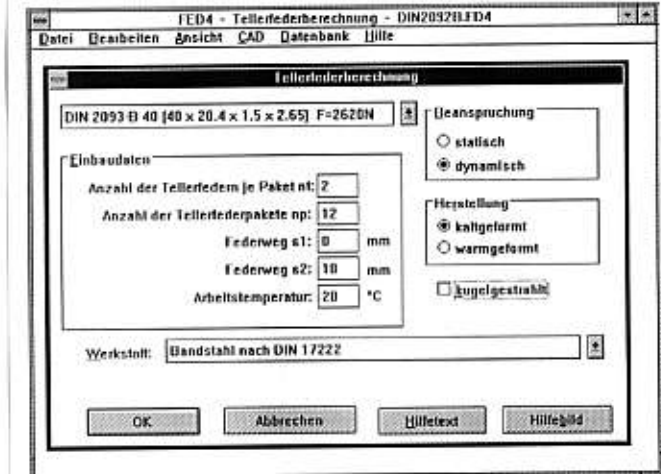 FED4 - Tellerfederberechnung - DIN2092B.FD4
Datei Bearbeiten Ansicht CAD Datenbank Hilfe
Tellerfederberechnung
DIN 2093 B 40 [40 x 20.4 x 1.5 x 2.65] F=2620N
Beanspruchung
statisch
dynamisch
Einbaudaten
Anzahl der Tellerfedern je Paket nt: 2
Anzahl der Tellerfederpakete np: 12
Federweg s1: 0 mm
Federweg s2: 10 mm
Arbeitstemperatur: 20 °C
Herstellung
kaltgeformt
warmgeformt
kugelgestrahlt
Werkstoff: Bandstahl nach DIN 17222
OK Abbrechen Hilfetext Hilfebild